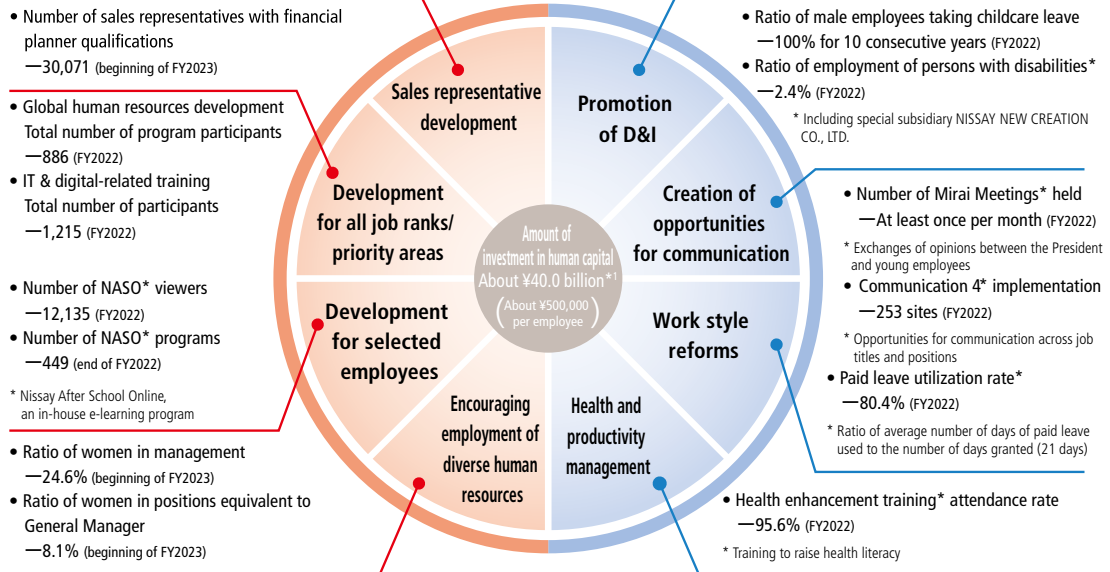 • Number of sales representatives with financial
planner qualifications
—30,071 (beginning of FY2023)
• Global human resources development
Total number of program participants
—886 (FY2022)
• IT & digital-related training
Total number of participants
—1,215 (FY2022)
• Number of NASO* viewers
—12,135 (FY2022)
• Number of NASO* programs
—449 (end of FY2022)
* Nissay After School Online,
an in-house e-learning program
• Ratio of women in management
—24.6% (beginning of FY2023)
• Ratio of women in positions equivalent to
General Manager
—8.1% (beginning of FY2023)
Sales representative
development
Development
for all job ranks/
priority areas
Development
for selected
employees
Encouraging
employment of
diverse human
resources
Amount of
investment in human capital
About ¥40.0 billion*1
(About ¥500,000
per employee)
Promotion
of D&I
Creation of
opportunities
for communication
Work style
reforms
Health and
productivity
management
• Ratio of male employees taking childcare leave
—100% for 10 consecutive years (FY2022)
• Ratio of employment of persons with disabilities*
—2.4% (FY2022)
* Including special subsidiary NISSAY NEW CREATION
CO., LTD.
• Number of Mirai Meetings* held
—At least once per month (FY2022)
* Exchanges of opinions between the President
and young employees
• Communication 4* implementation
—253 sites (FY2022)
* Opportunities for communication across job
titles and positions
• Paid leave utilization rate*
—80.4% (FY2022)
* Ratio of average number of days of paid leave
used to the number of days granted (21 days)
• Health enhancement training* attendance rate
—95.6% (FY2022)
* Training to raise health literacy